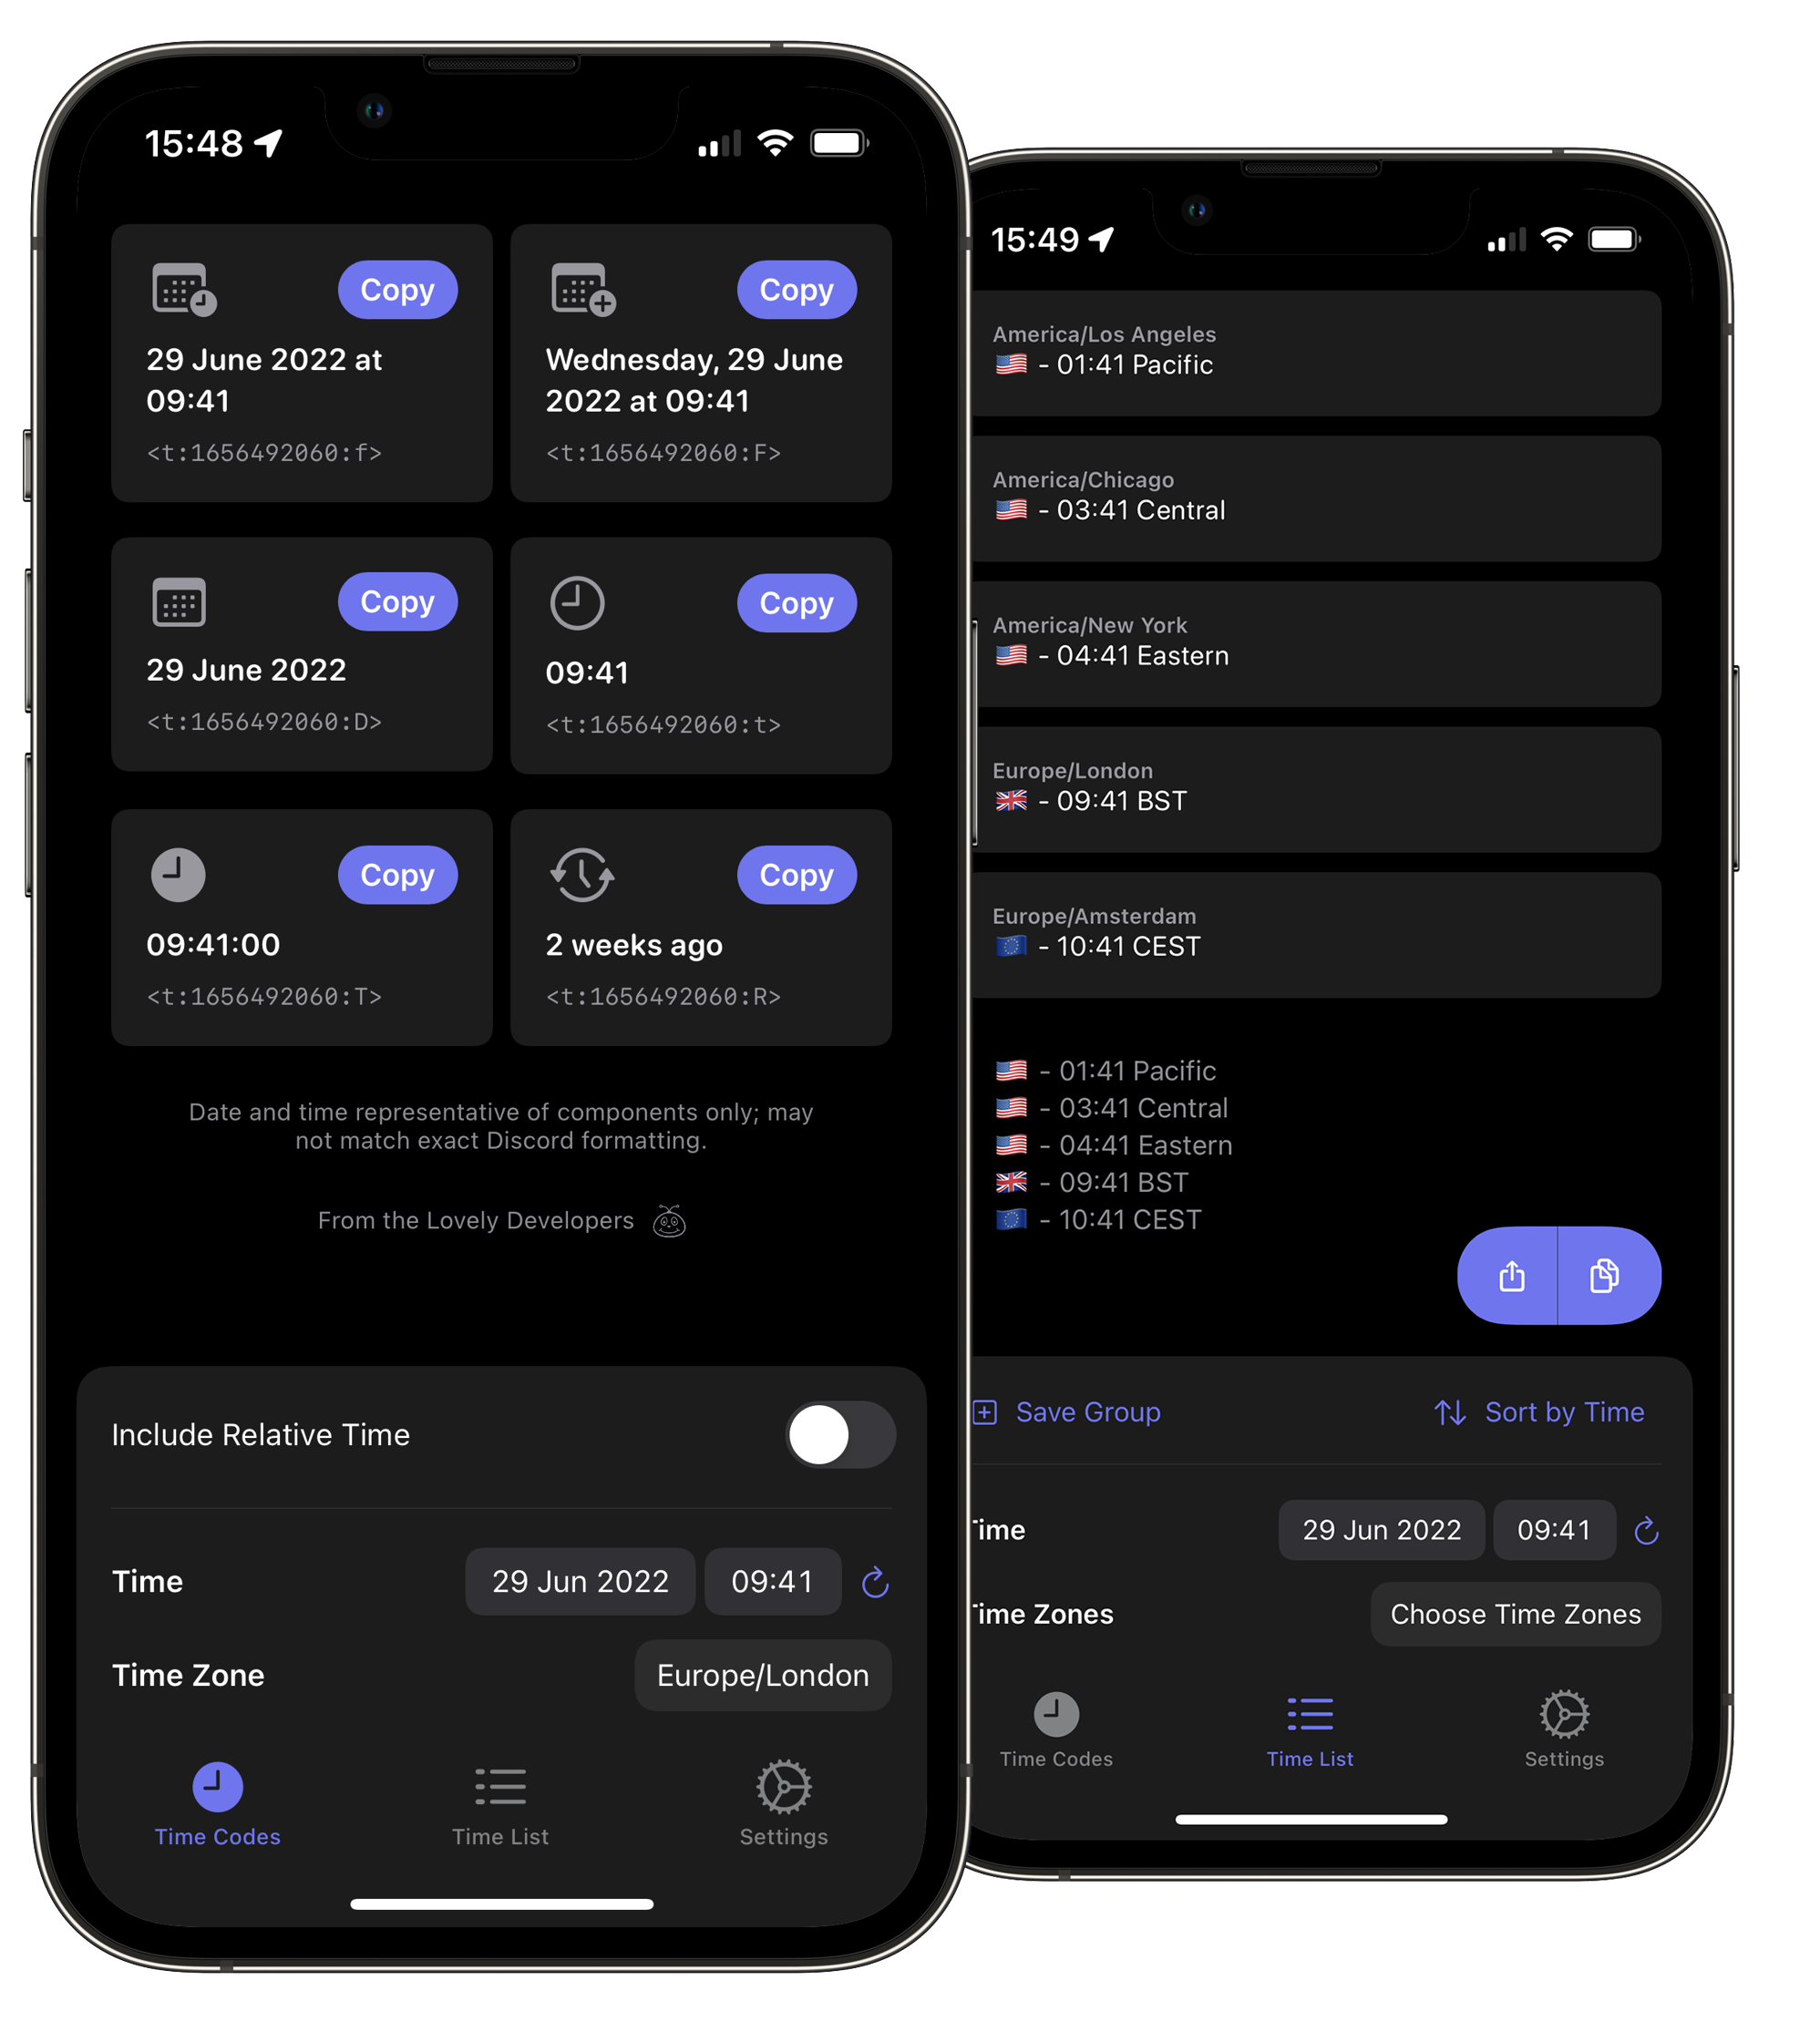 15:48
Copy
29 June 2022 at
09:41
<t:1656492060:f>
Copy
Wednesday, 29 June
2022 at 09:41
<t:1656492060:F>
Copy
29 June 2022
<t:1656492060:D>
Copy
09:41
<t:1656492060:t>
Copy
09:41:00
<t:1656492060:T>
Copy
2 weeks ago
<t:1656492060:R>
Date and time representative of components only; may
not match exact Discord formatting.
From the Lovely Developers
Include Relative Time
Time 29 Jun 2022 09:41
Time Zone Europe/London
Time Codes Time List Settings
15:49
America/Los Angeles
🇺🇸 - 01:41 Pacific
America/Chicago
🇺🇸 - 03:41 Central
America/New York
🇺🇸 - 04:41 Eastern
Europe/London
🇬🇧 - 09:41 BST
Europe/Amsterdam
🇪🇺 - 10:41 CEST
🇺🇸 - 01:41 Pacific
🇺🇸 - 03:41 Central
🇺🇸 - 04:41 Eastern
🇬🇧 - 09:41 BST
🇪🇺 - 10:41 CEST
Save Group Sort by Time
Time 29 Jun 2022 09:41
Time Zones Choose Time Zones
Time Codes Time List Settings